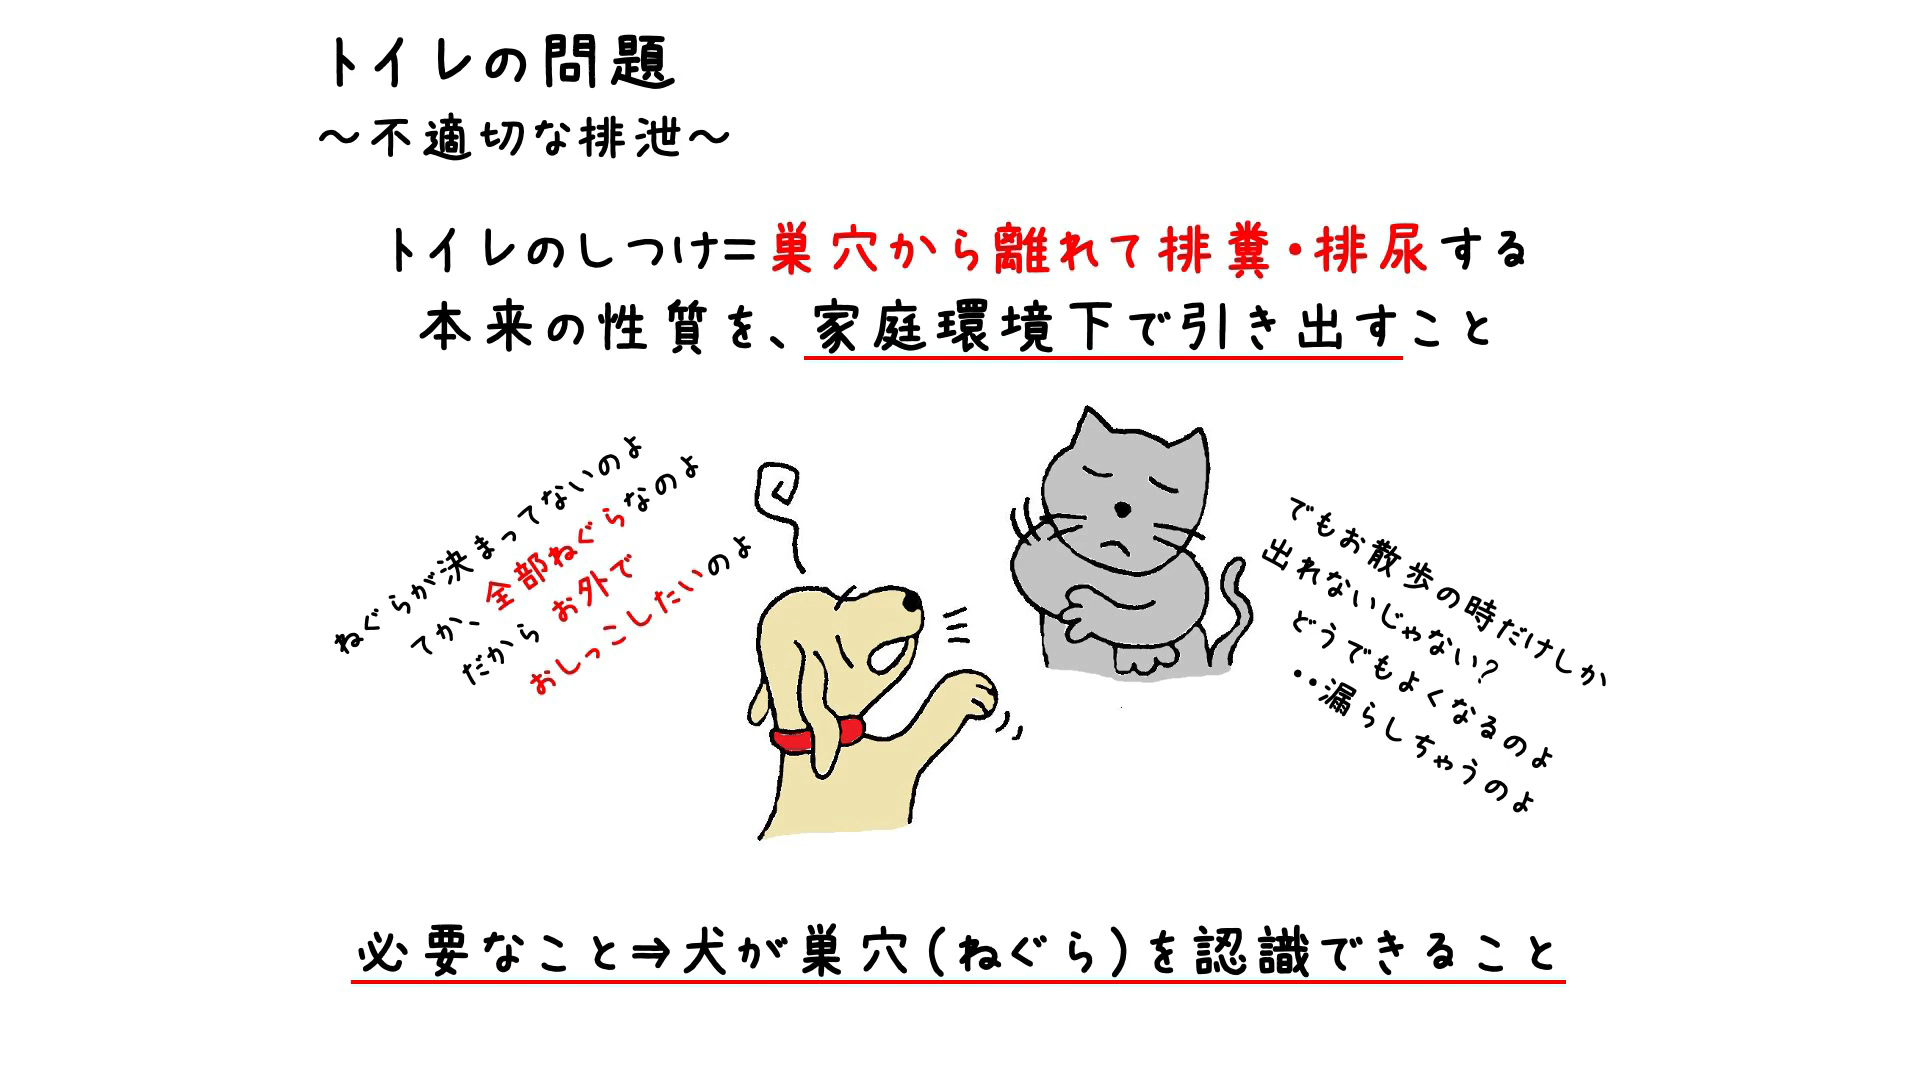 トイレの問題
～不適切な排泄～
トイレのしつけ=巣穴から離れて排糞・排尿する
本来の性質を、家庭環境下で引き出すこと
ねぐらが決まってないのよ
てか、全部ねぐらなのよ
だから お外で
おしっこしたいのよ
でもお散歩の時だけしか
出れないじゃない?
どうでもよくなるのよ
・・漏らしちゃうのよ
必要なこと⇒犬が巣穴(ねぐら)を認識できること